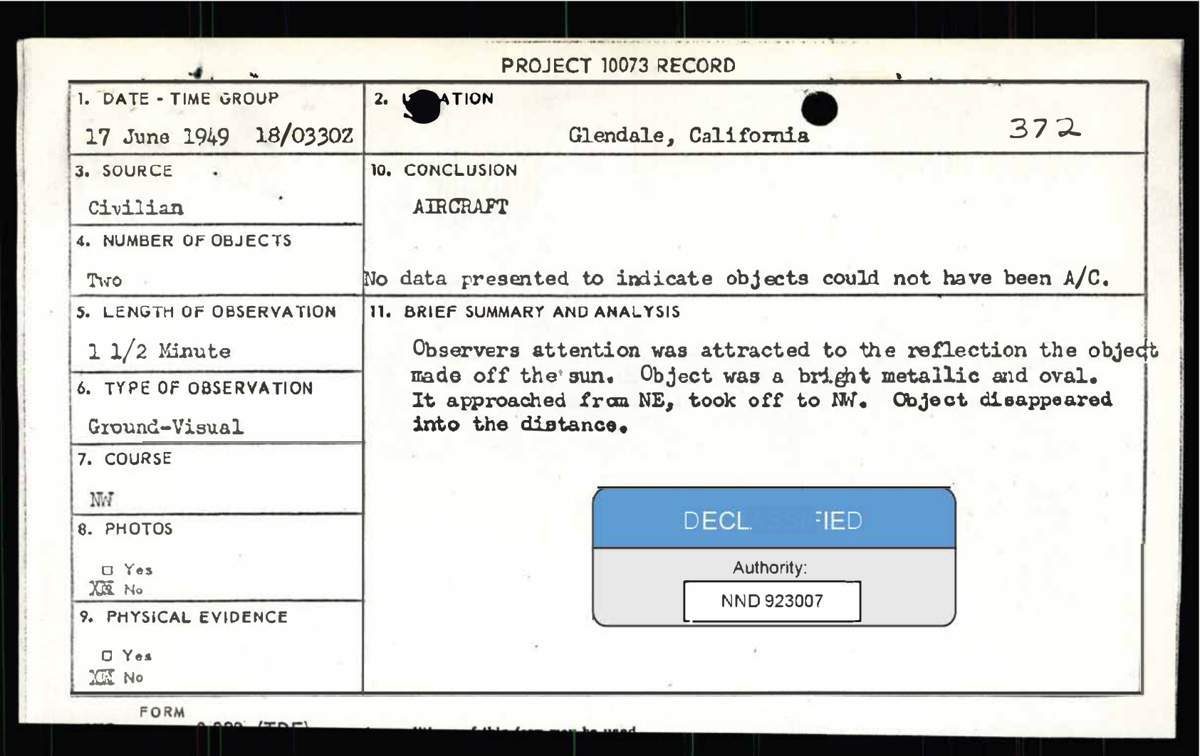 PROJECT 10073 RECORD
1. DATE - TIME GROUP
17 June 1949 18/0330Z
2.
Glendale, California
372
3. SOURCE
Civilian
10. CONCLUSION
AIRCRAFT
No data presented to indicate objects could not have been A/C.
4. NUMBER OF OBJECTS
Two
5. LENGTH OF OBSERVATION
1 1/2 Minute
11. BRIEF SUMMARY AND ANALYSIS
Observers attention was attracted to the reflection the object
made off the sun. Object was a bright metallic and oval.
It approached from NE, took off to NW. Object disappeared
into the distance.
6. TYPE OF OBSERVATION
Ground-Visual
7. COURSE
NW
8. PHOTOS
Yes
No
9. PHYSICAL EVIDENCE
Yes
No
Authority:
NND 923007
FORM